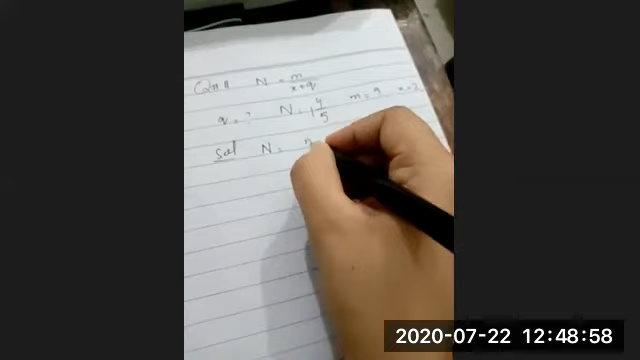 Q#11 N = m/(x+q)
q = ? N = 1 4/5 m = 9 x = 2
Sol N =
2020-07-22 12:48:58